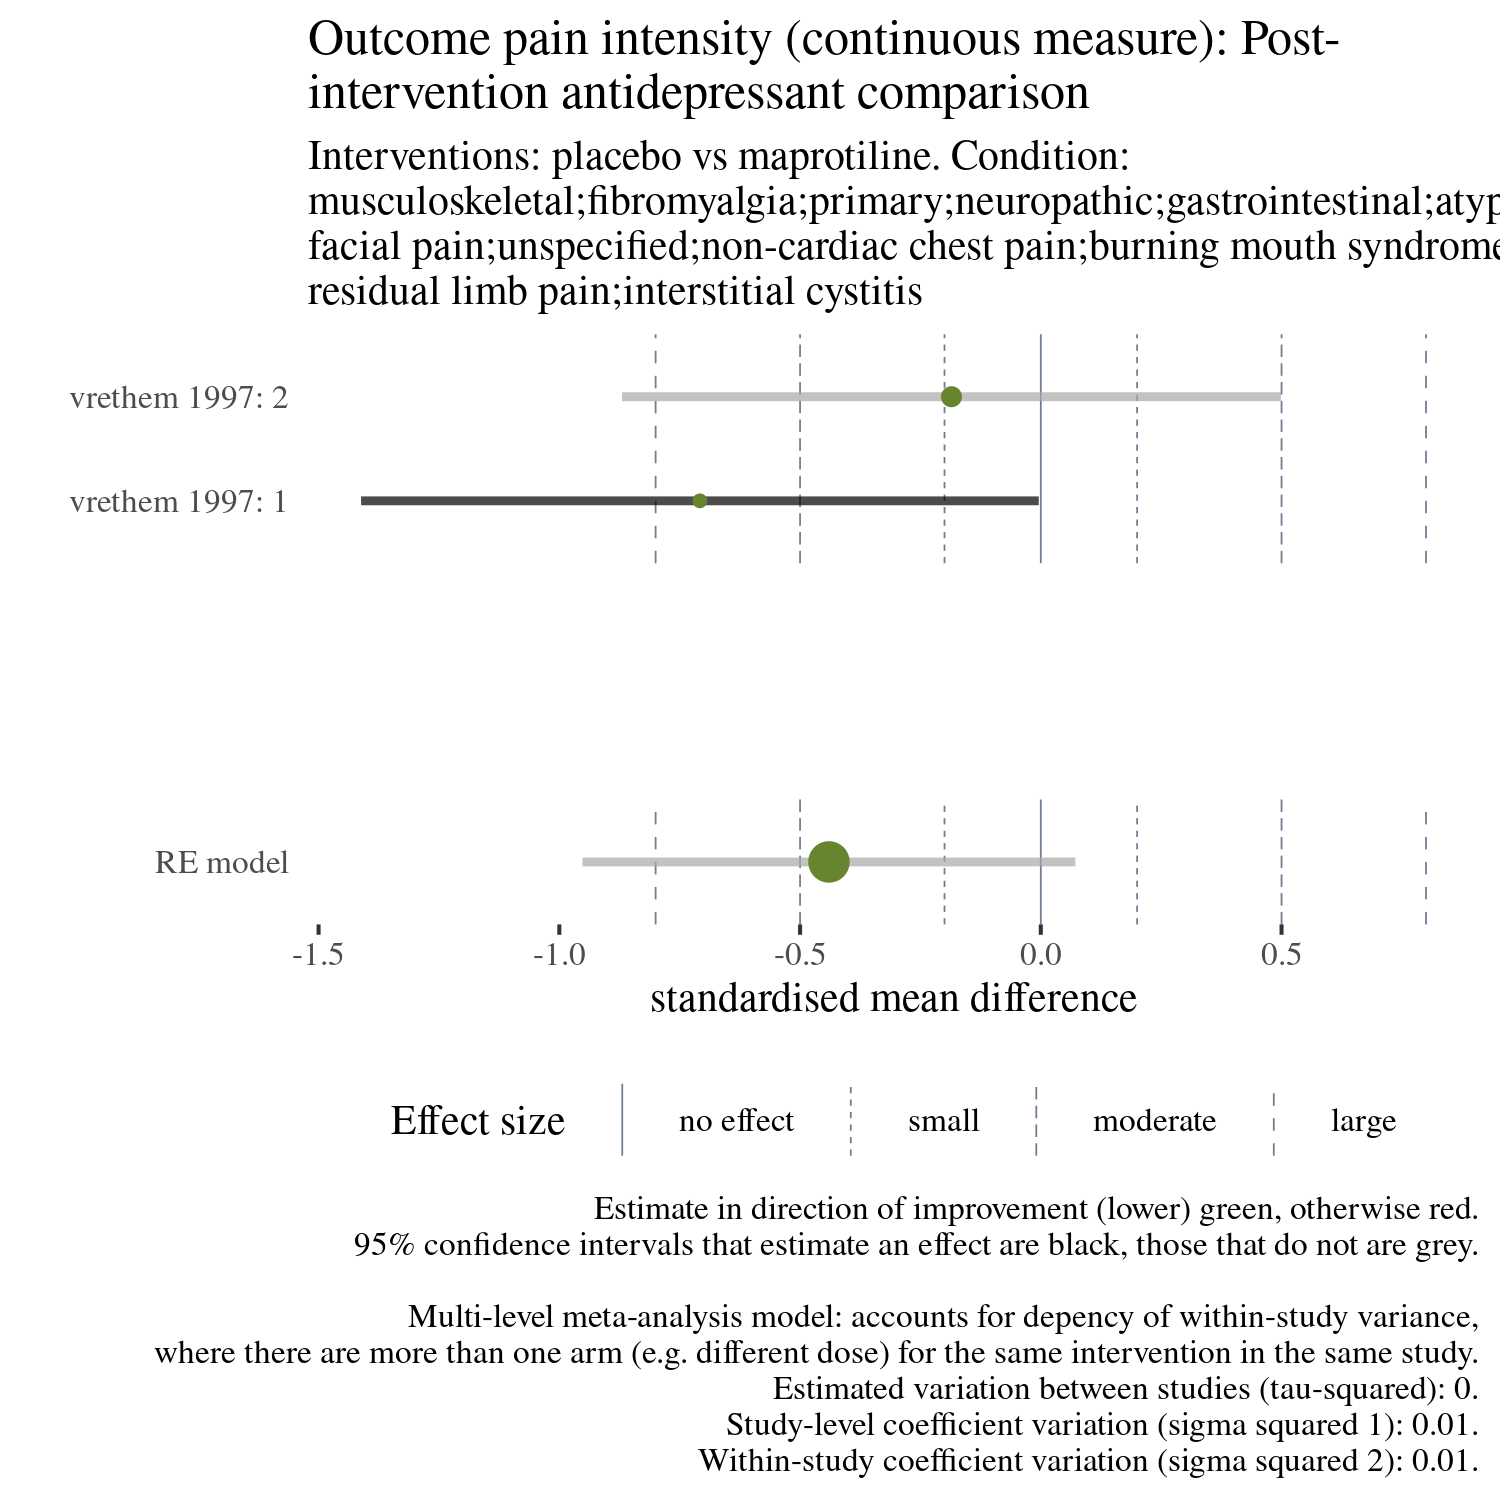 Outcome pain intensity (continuous measure): Post-
intervention antidepressant comparison
Interventions: placebo vs maprotiline. Condition:
musculoskeletal;fibromyalgia;primary;neuropathic;gastrointestinal;atyp
facial pain;unspecified;non-cardiac chest pain;burning mouth syndrome
residual limb pain;interstitial cystitis
vrethem 1997: 2
vrethem 1997: 1
RE model
-1.5 -1.0 -0.5 0.0 0.5
standardised mean difference
Effect size no effect small moderate large
Estimate in direction of improvement (lower) green, otherwise red.
95% confidence intervals that estimate an effect are black, those that do not are grey.
Multi-level meta-analysis model: accounts for depency of within-study variance,
where there are more than one arm (e.g. different dose) for the same intervention in the same study.
Estimated variation between studies (tau-squared): 0.
Study-level coefficient variation (sigma squared 1): 0.01.
Within-study coefficient variation (sigma squared 2): 0.01.